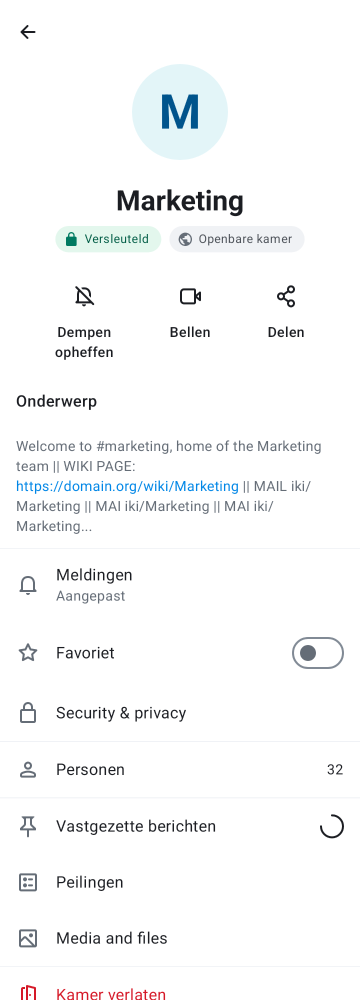 M
Marketing
Versleuteld
Openbare kamer
Dempen
opheffen
Bellen
Delen
Onderwerp
Welcome to #marketing, home of the Marketing
team || WIKI PAGE:
https://domain.org/wiki/Marketing || MAIL iki/
Marketing || MAI iki/Marketing || MAI iki/
Marketing...
Meldingen
Aangepast
Favoriet
Security & privacy
Personen
32
Vastgezette berichten
Peilingen
Media and files
Kamer verlaten